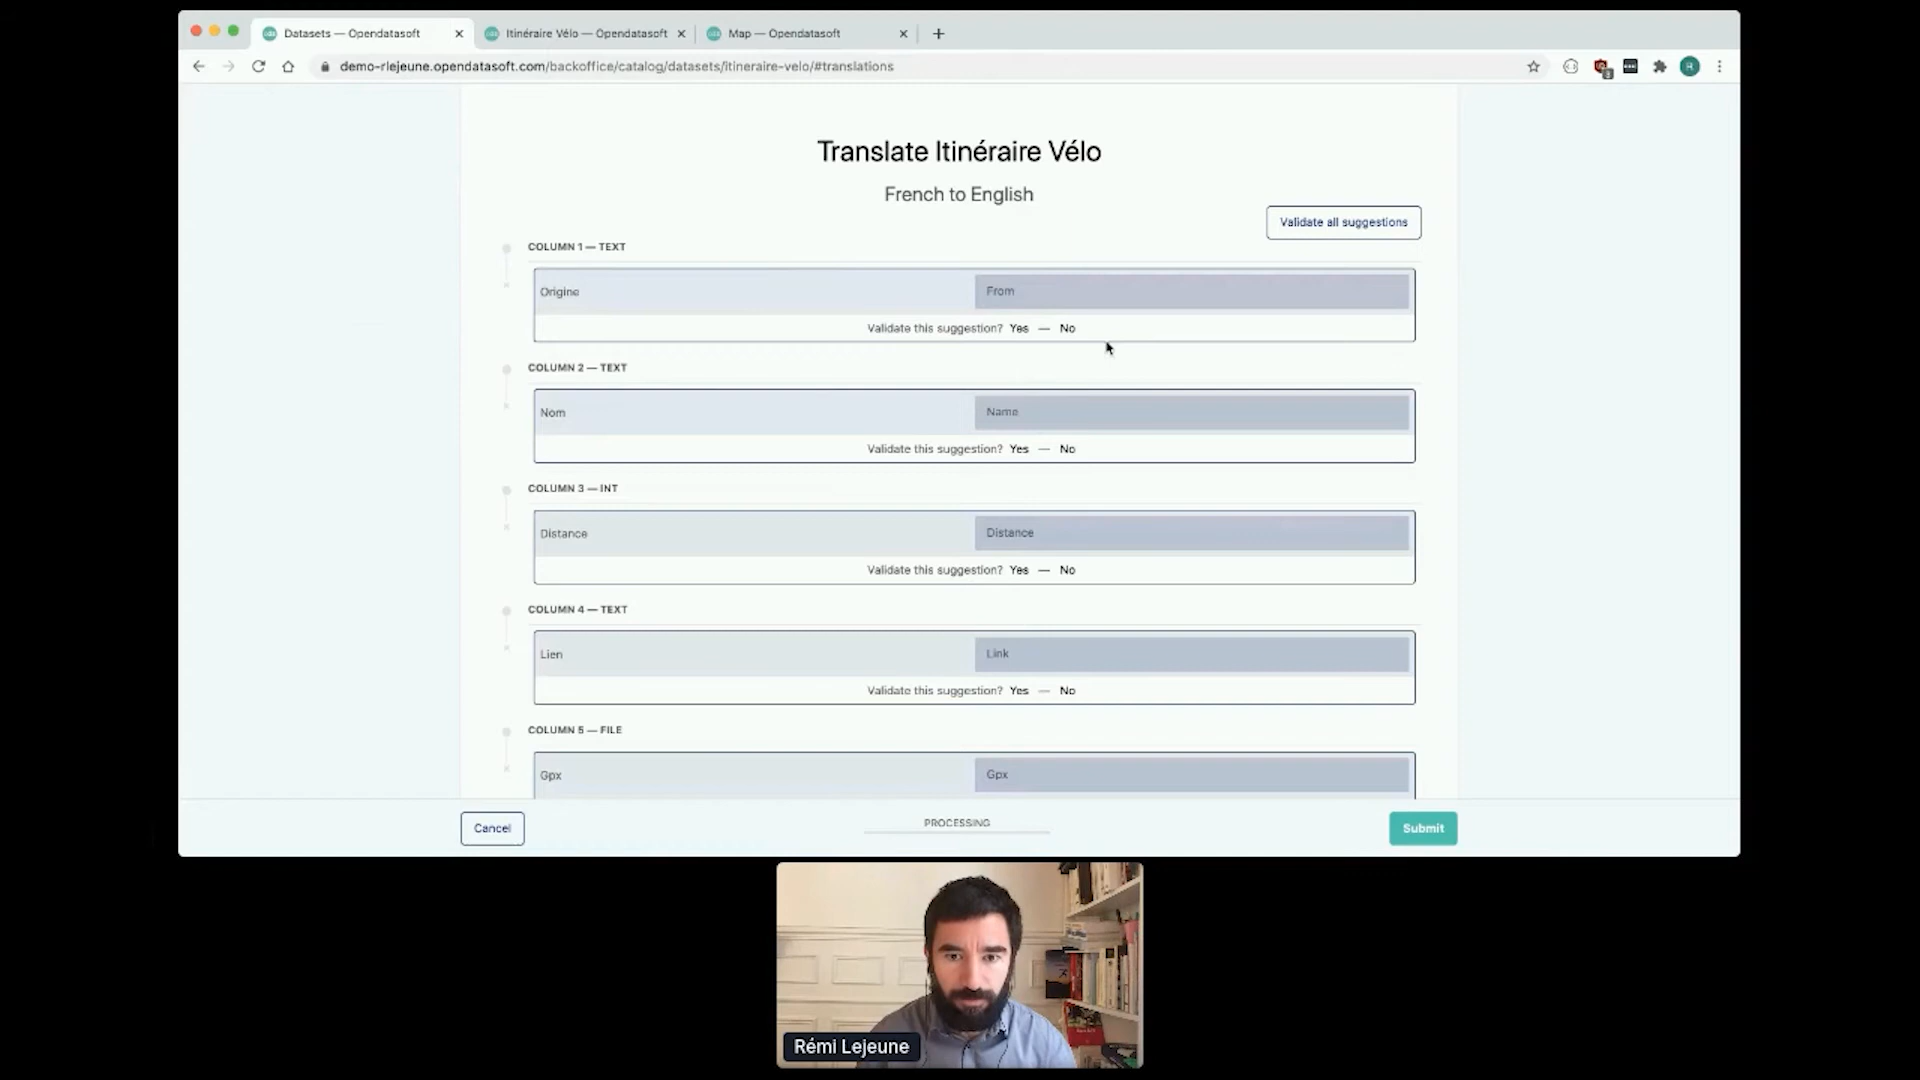 Datasets — Opendatasoft
Itinéraire Vélo — Opendatasoft
Map — Opendatasoft
demo-rlejeune.opendatasoft.com/backoffice/catalog/datasets/itineraire-velo/#translations
R
Translate Itinéraire Vélo
French to English
Validate all suggestions
COLUMN 1 — TEXT
Origine
From
Validate this suggestion? Yes — No
COLUMN 2 — TEXT
Nom
Name
Validate this suggestion? Yes — No
COLUMN 3 — INT
Distance
Distance
Validate this suggestion? Yes — No
COLUMN 4 — TEXT
Lien
Link
Validate this suggestion? Yes — No
COLUMN 5 — FILE
Gpx
Gpx
Cancel
PROCESSING
Submit
Rémi Lejeune